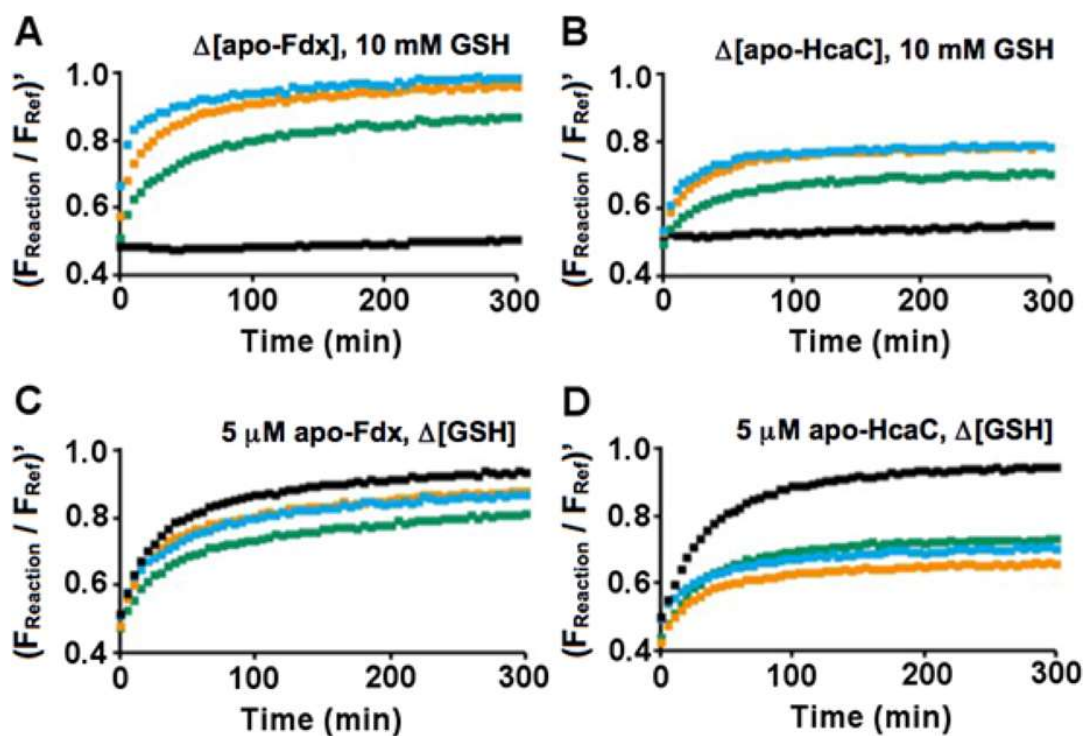 A
Δ[apo-Fdx], 10 mM GSH
(F_Reaction / F_Ref)'
1.0
0.8
0.6
0.4
0 100 200 300
Time (min)
B
Δ[apo-HcaC], 10 mM GSH
(F_Reaction / F_Ref)'
1.0
0.8
0.6
0.4
0 100 200 300
Time (min)
C
5 μM apo-Fdx, Δ[GSH]
(F_Reaction / F_Ref)'
1.0
0.8
0.6
0.4
0 100 200 300
Time (min)
D
5 μM apo-HcaC, Δ[GSH]
(F_Reaction / F_Ref)'
1.0
0.8
0.6
0.4
0 100 200 300
Time (min)